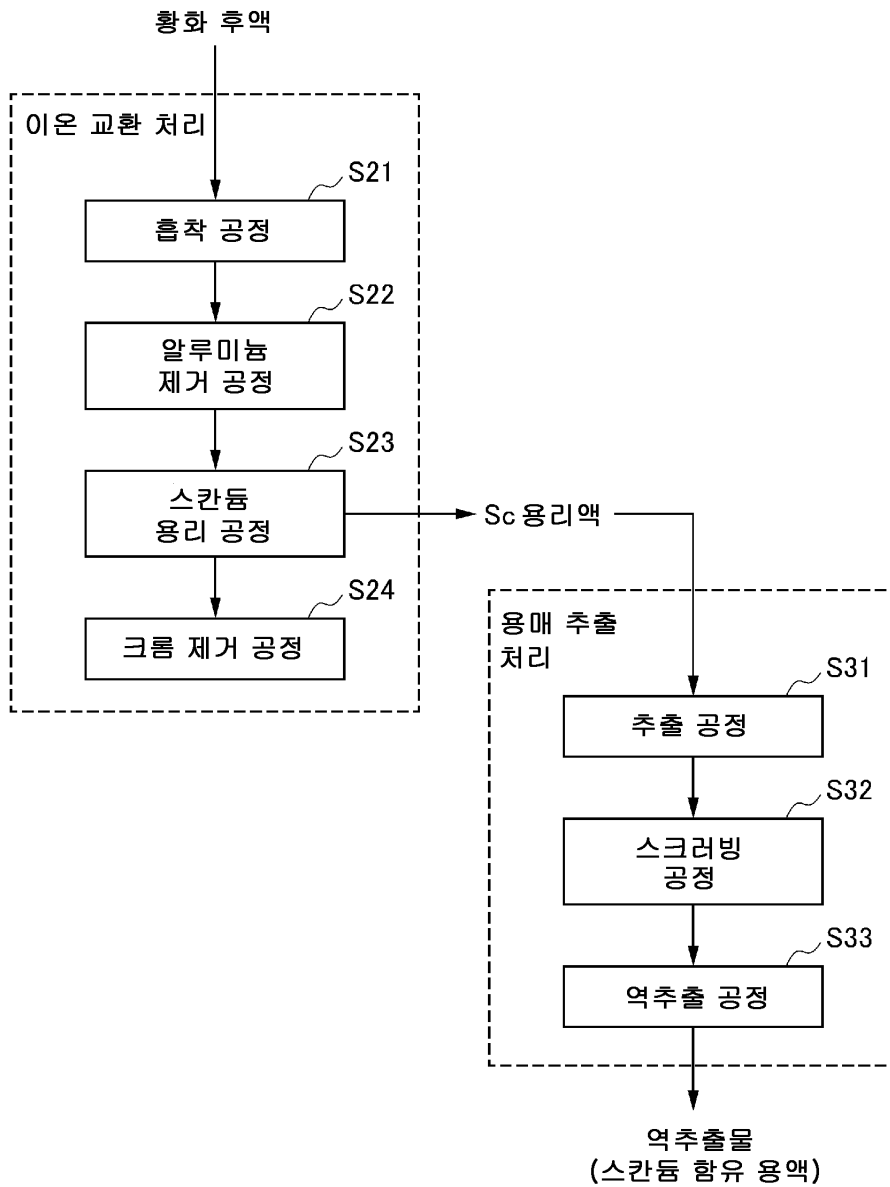 황화 후액
이온 교환 처리
S21
흡착 공정
S22
알루미늄
제거 공정
S23
스칸듐
용리 공정
Sc 용리액
S24
크롬 제거 공정
용매 추출
처리
S31
추출 공정
S32
스크러빙
공정
S33
역추출 공정
역추출물
(스칸듐 함유 용액)